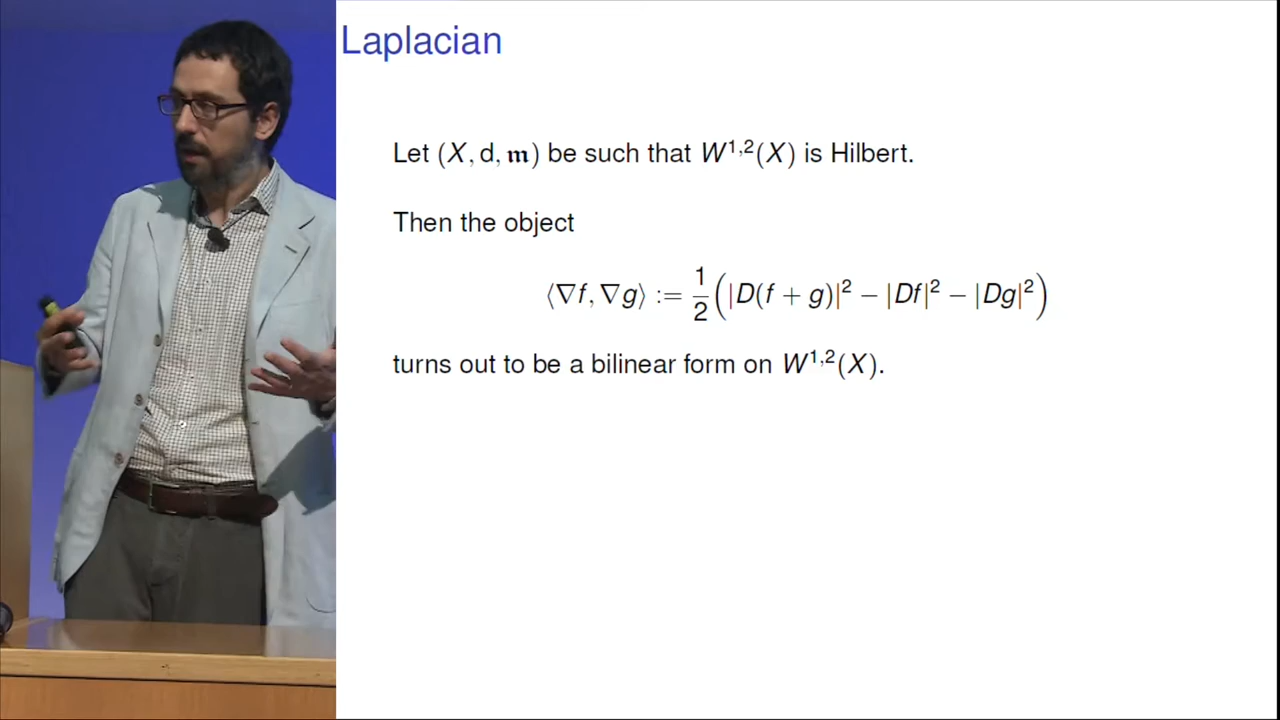 Laplacian
Let (X, d, 𝔪) be such that W^{1,2}(X) is Hilbert.
Then the object
⟨∇f, ∇g⟩ := \frac{1}{2}(|D(f + g)|² − |Df|² − |Dg|²)
turns out to be a bilinear form on W^{1,2}(X).